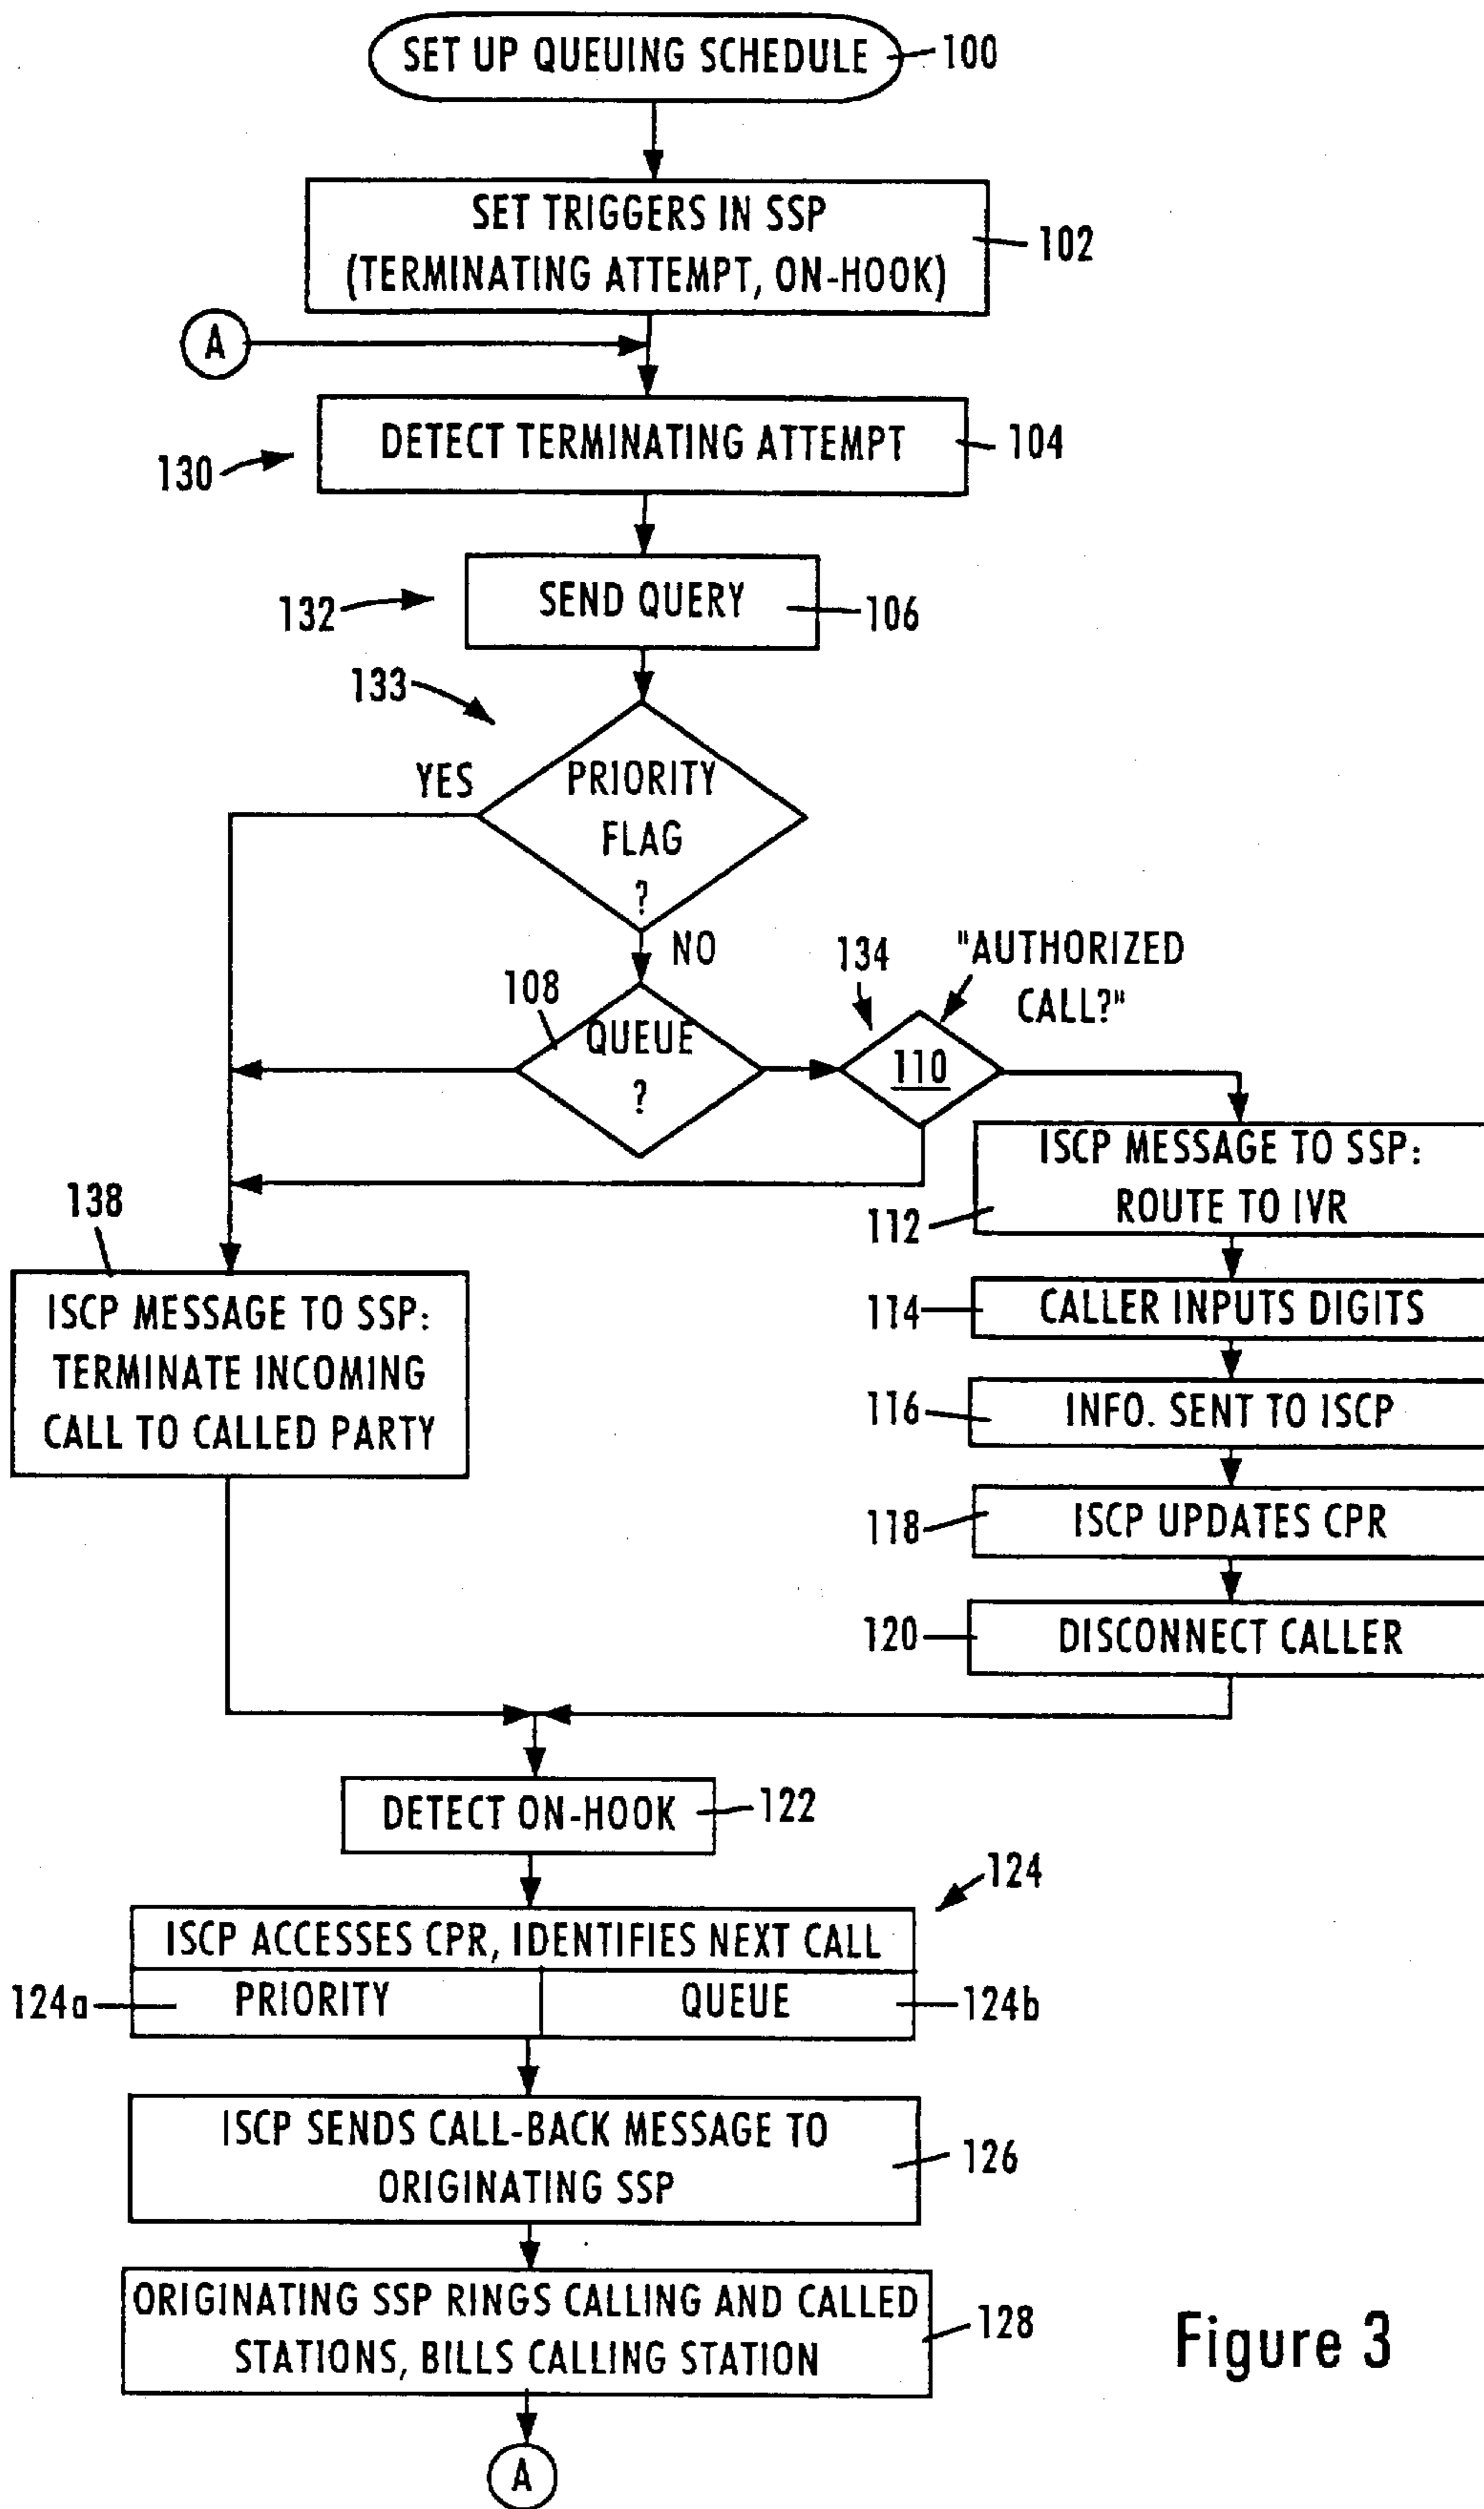 SET UP QUEUING SCHEDULE
100
SET TRIGGERS IN SSP
(TERMINATING ATTEMPT, ON-HOOK)
102
A
DETECT TERMINATING ATTEMPT
104
130
SEND QUERY
106
132
133
YES
PRIORITY
FLAG
?
NO
134
"AUTHORIZED
CALL?"
108
QUEUE
?
110
ISCP MESSAGE TO SSP:
ROUTE TO IVR
112
138
ISCP MESSAGE TO SSP:
TERMINATE INCOMING
CALL TO CALLED PARTY
114
CALLER INPUTS DIGITS
116
INFO. SENT TO ISCP
118
ISCP UPDATES CPR
120
DISCONNECT CALLER
DETECT ON-HOOK
122
124
ISCP ACCESSES CPR, IDENTIFIES NEXT CALL
124a
PRIORITY
QUEUE
124b
ISCP SENDS CALL-BACK MESSAGE TO
ORIGINATING SSP
126
ORIGINATING SSP RINGS CALLING AND CALLED
STATIONS, BILLS CALLING STATION
128
Figure 3
A